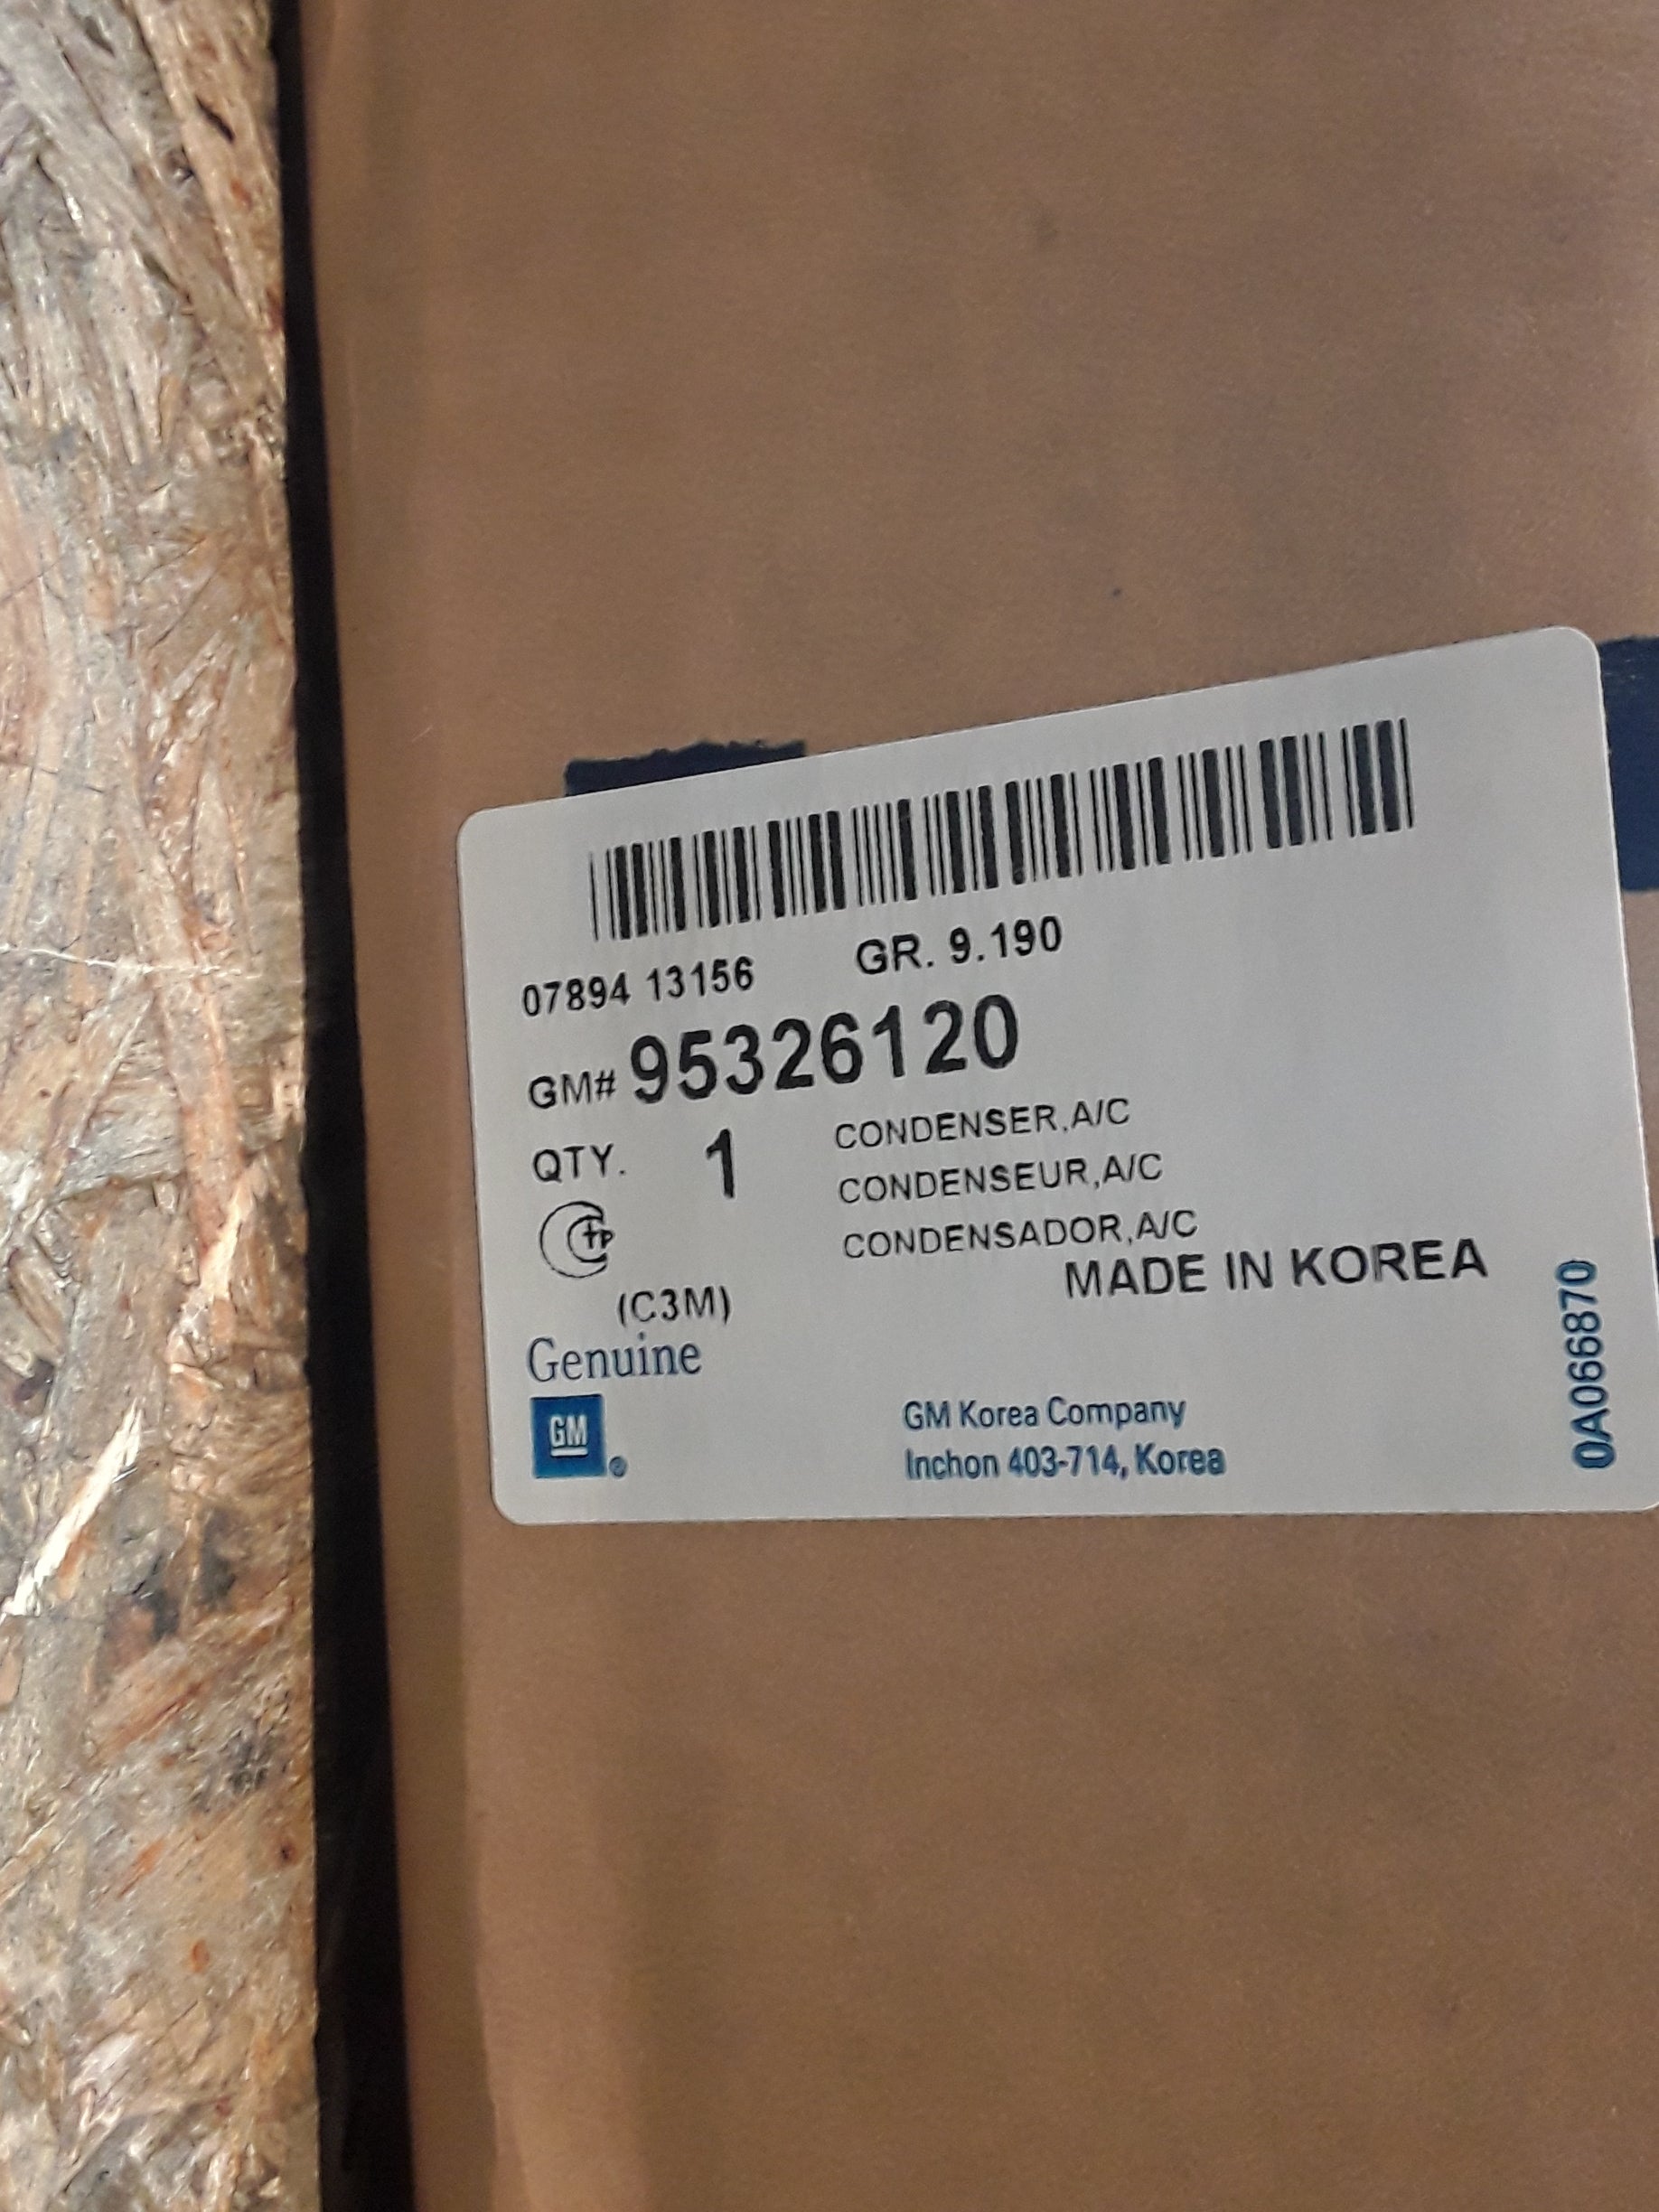 07894 13156 GR. 9.190
GM# 95326120
QTY. 1 CONDENSER,A/C
CONDENSEUR,A/C
CONDENSADOR,A/C
MADE IN KOREA
(C3M)
Genuine
GM
GM Korea Company
Inchon 403-714, Korea
0A066870